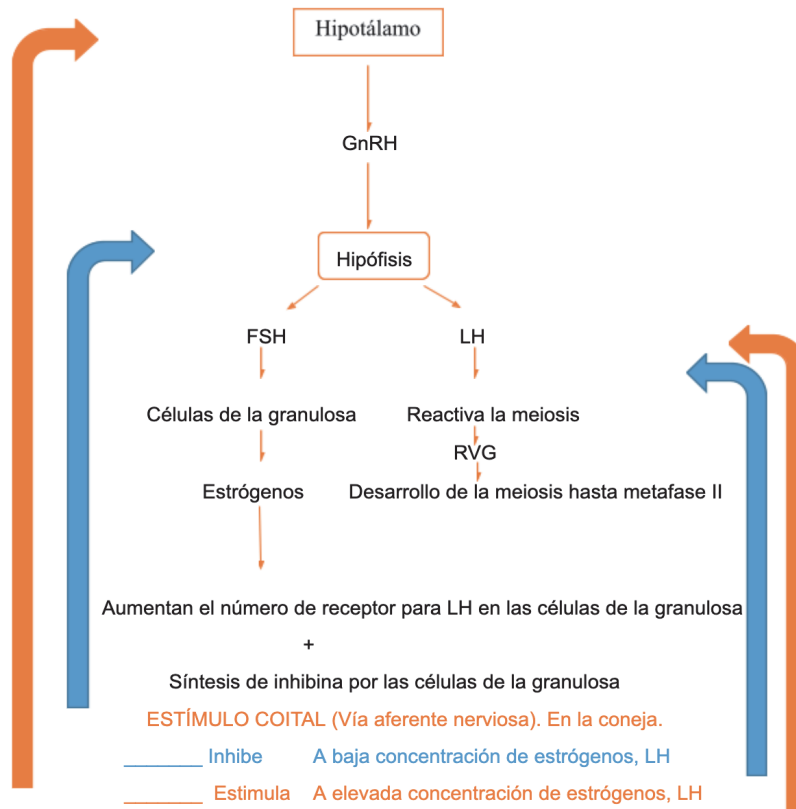 Hipotálamo
GnRH
Hipófisis
FSH LH
Células de la granulosa Reactiva la meiosis
RVG
Estrógenos Desarrollo de la meiosis hasta metafase II
Aumentan el número de receptor para LH en las células de la granulosa
+
Síntesis de inhibina por las células de la granulosa
ESTÍMULO COITAL (Vía aferente nerviosa). En la coneja.
_______ Inhibe A baja concentración de estrógenos, LH
_______ Estimula A elevada concentración de estrógenos, LH